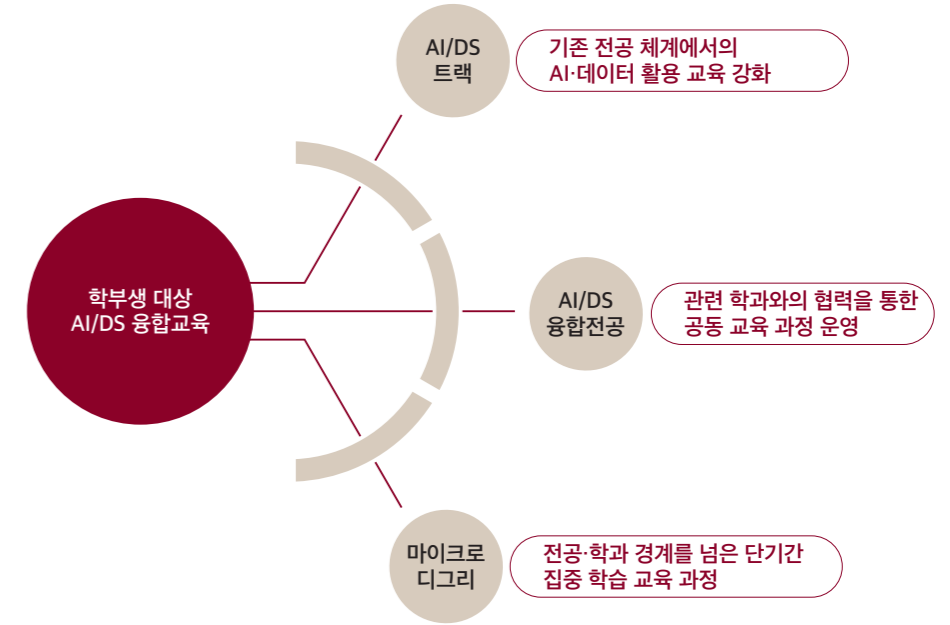 AI/DS
트랙
기존 전공 체계에서의
AI·데이터 활용 교육 강화
학부생 대상
AI/DS 융합교육
AI/DS
융합전공
관련 학과와의 협력을 통한
공동 교육 과정 운영
마이크로
디그리
전공·학과 경계를 넘은 단기간
집중 학습 교육 과정